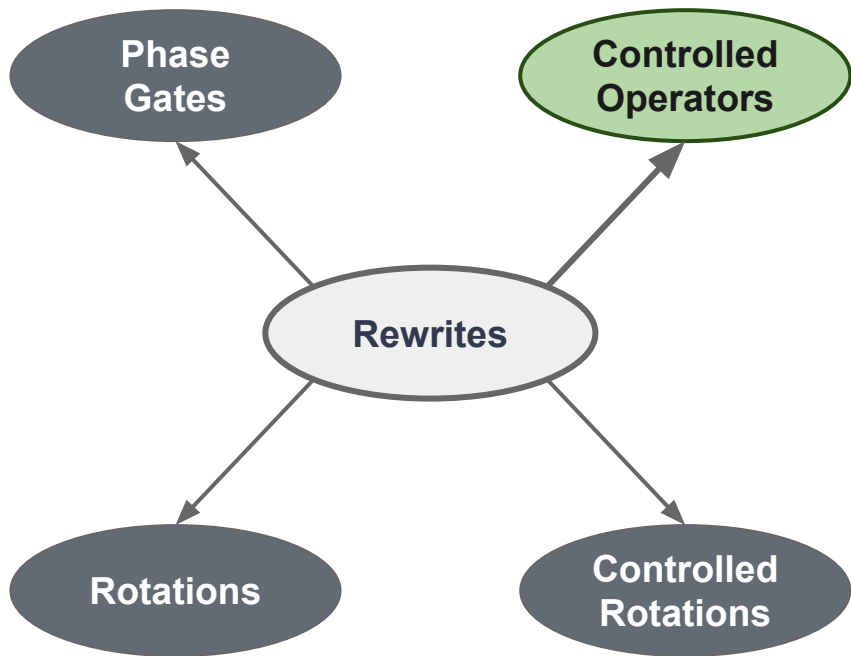 Phase
Gates
Controlled
Operators
Rewrites
Rotations
Controlled
Rotations